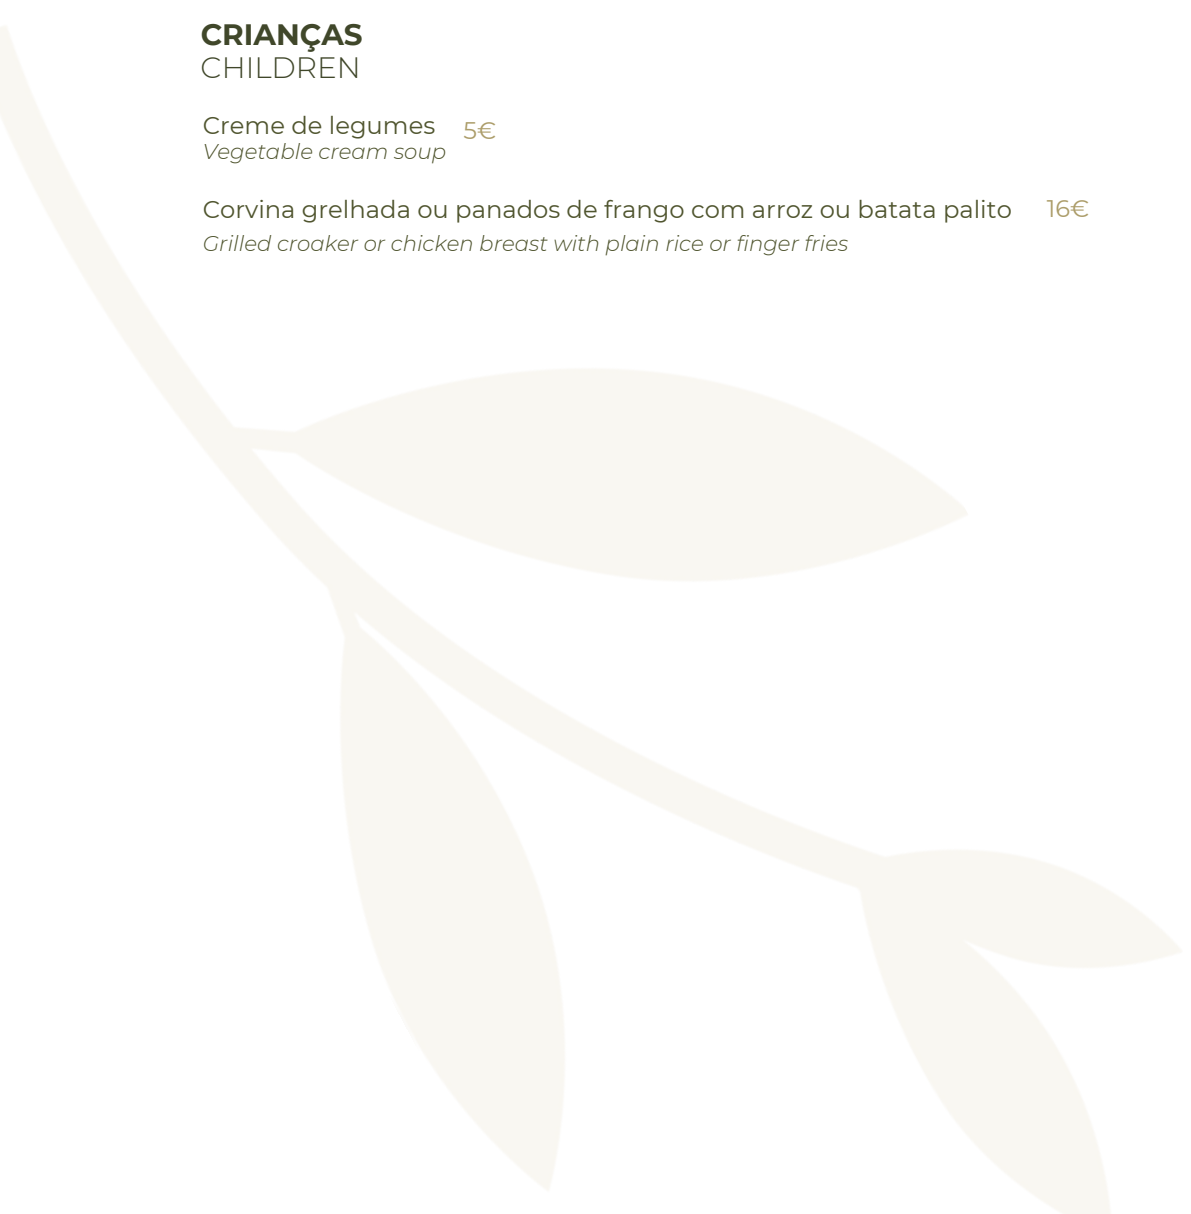 CRIANÇAS
CHILDREN
Creme de legumes 5€
Vegetable cream soup
Corvina grelhada ou panados de frango com arroz ou batata palito 16€
Grilled croaker or chicken breast with plain rice or finger fries